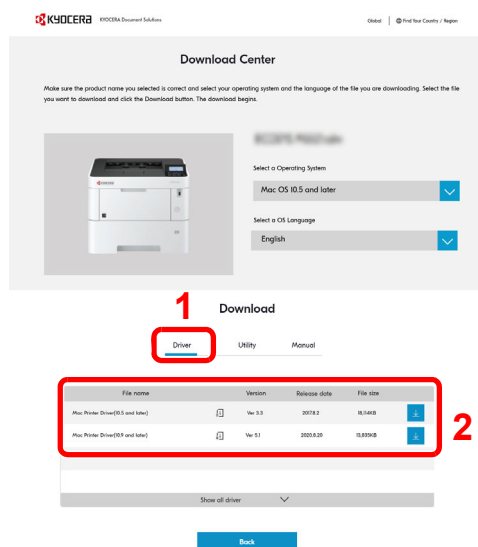 KYOCERA KYOCERA Document Solutions
Global Find Your Country / Region
Download Center
Make sure the product name you selected is correct and select your operating system and the language of the file you are downloading. Select the file
you want to download and click the Download button. The download begins.
Select a Operating System
Mac OS 10.5 and later
Select a OS Language
English
1
Download
Driver Utility Manual
File name Version Release date File size
Mac Printer Driver(10.5 and later) Ver 3.3 2017.8.2 18,114KB
Mac Printer Driver(10.9 and later) Ver 5.1 2020.8.20 13,835KB
2
Show all driver
Back